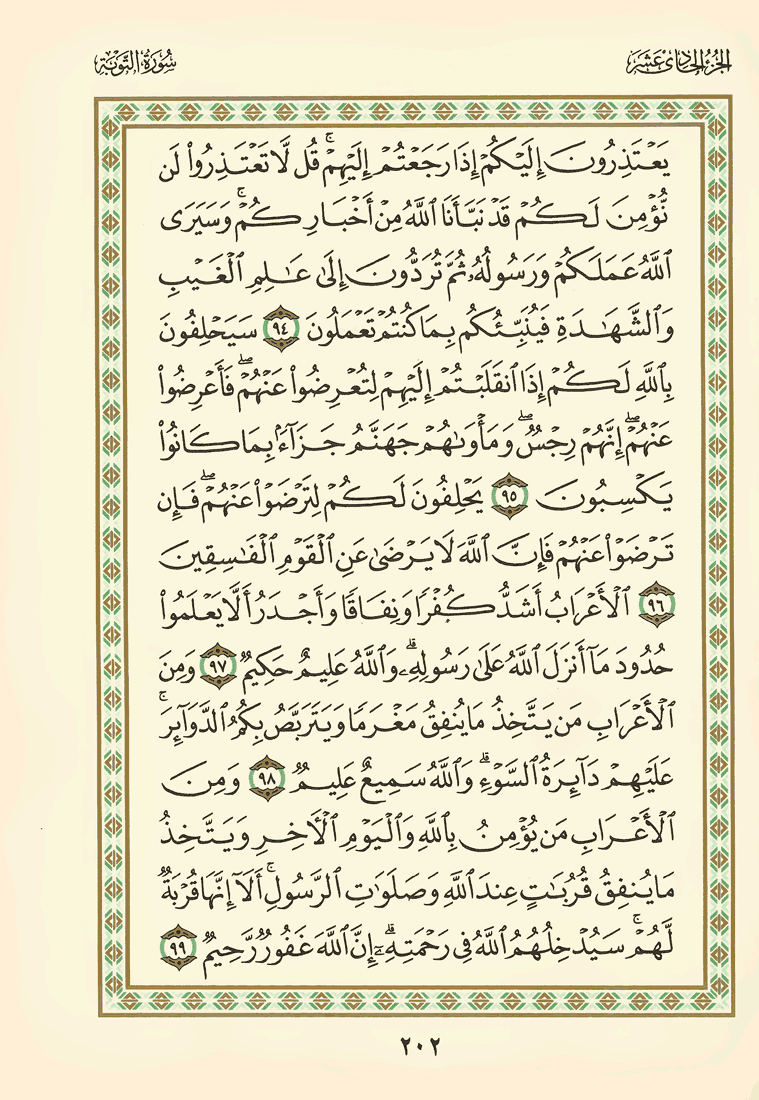 الجزء الحادي عشر
سورة التوبة
يَعْتَذِرُونَ إِلَيْكُمْ إِذَا رَجَعْتُمْ إِلَيْهِمْ ۚ قُل لَّا تَعْتَذِرُوا۟ لَن
نُّؤْمِنَ لَكُمْ قَدْ نَبَّأَنَا ٱللَّهُ مِنْ أَخْبَارِكُمْ ۚ وَسَيَرَى
ٱللَّهُ عَمَلَكُمْ وَرَسُولُهُۥ ثُمَّ تُرَدُّونَ إِلَىٰ عَـٰلِمِ ٱلْغَيْبِ
وَٱلشَّهَـٰدَةِ فَيُنَبِّئُكُم بِمَا كُنتُمْ تَعْمَلُونَ ٩٤ سَيَحْلِفُونَ
بِٱللَّهِ لَكُمْ إِذَا ٱنقَلَبْتُمْ إِلَيْهِمْ لِتُعْرِضُوا۟ عَنْهُمْ ۖ فَأَعْرِضُوا۟
عَنْهُمْ ۖ إِنَّهُمْ رِجْسٌ ۖ وَمَأْوَىٰهُمْ جَهَنَّمُ جَزَآءًۢ بِمَا كَانُوا۟
يَكْسِبُونَ ٩٥ يَحْلِفُونَ لَكُمْ لِتَرْضَوْا۟ عَنْهُمْ ۖ فَإِن
تَرْضَوْا۟ عَنْهُمْ فَإِنَّ ٱللَّهَ لَا يَرْضَىٰ عَنِ ٱلْقَوْمِ ٱلْفَـٰسِقِينَ
٩٦ ٱلْأَعْرَابُ أَشَدُّ كُفْرًا وَنِفَاقًا وَأَجْدَرُ أَلَّا يَعْلَمُوا۟
حُدُودَ مَآ أَنزَلَ ٱللَّهُ عَلَىٰ رَسُولِهِۦ ۗ وَٱللَّهُ عَلِيمٌ حَكِيمٌ ٩٧ وَمِنَ
ٱلْأَعْرَابِ مَن يَتَّخِذُ مَا يُنفِقُ مَغْرَمًا وَيَتَرَبَّصُ بِكُمُ ٱلدَّوَآئِرَ ۚ
عَلَيْهِمْ دَآئِرَةُ ٱلسَّوْءِ ۗ وَٱللَّهُ سَمِيعٌ عَلِيمٌ ٩٨ وَمِنَ
ٱلْأَعْرَابِ مَن يُؤْمِنُ بِٱللَّهِ وَٱلْيَوْمِ ٱلْـَٔاخِرِ وَيَتَّخِذُ
مَا يُنفِقُ قُرُبَـٰتٍ عِندَ ٱللَّهِ وَصَلَوَٰتِ ٱلرَّسُولِ ۚ أَلَآ إِنَّهَا قُرْبَةٌ
لَّهُمْ ۚ سَيُدْخِلُهُمُ ٱللَّهُ فِى رَحْمَتِهِۦٓ ۗ إِنَّ ٱللَّهَ غَفُورٌ رَّحِيمٌ ٩٩
٢٠٢